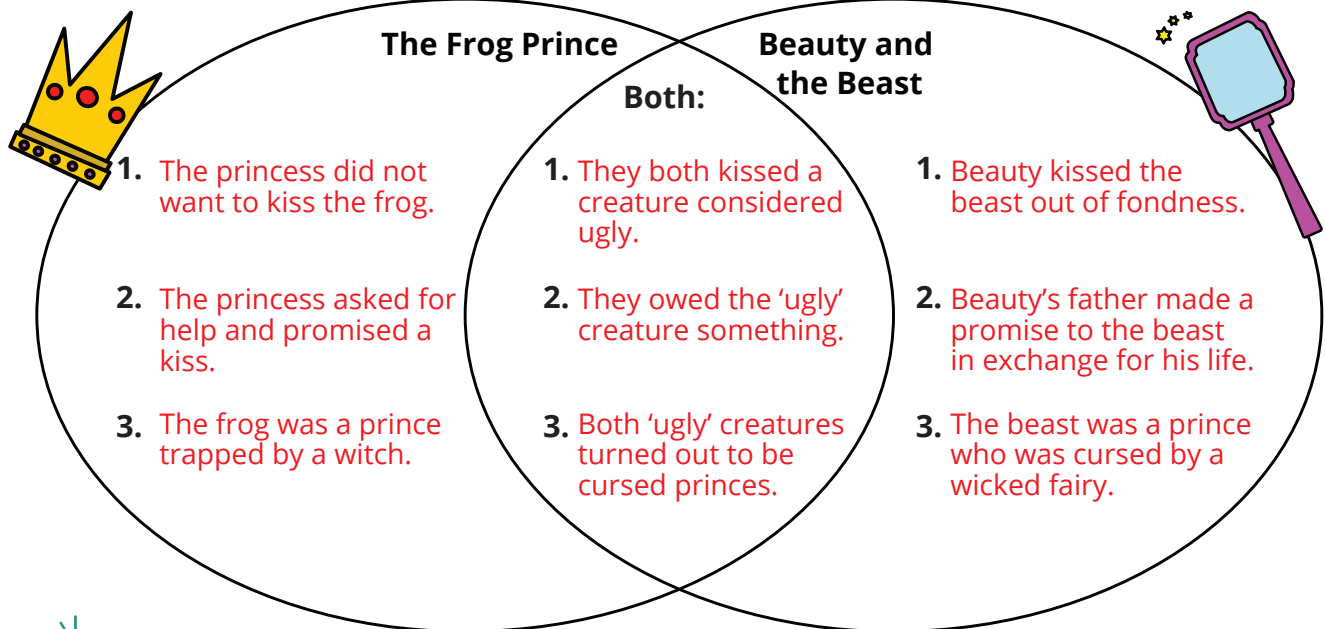 The Frog Prince
Both:
Beauty and
the Beast
1. The princess did not
want to kiss the frog.
2. The princess asked for
help and promised a
kiss.
3. The frog was a prince
trapped by a witch.
1. They both kissed a
creature considered
ugly.
2. They owed the ‘ugly’
creature something.
3. Both ‘ugly’ creatures
turned out to be
cursed princes.
1. Beauty kissed the
beast out of fondness.
2. Beauty’s father made a
promise to the beast
in exchange for his life.
3. The beast was a prince
who was cursed by a
wicked fairy.